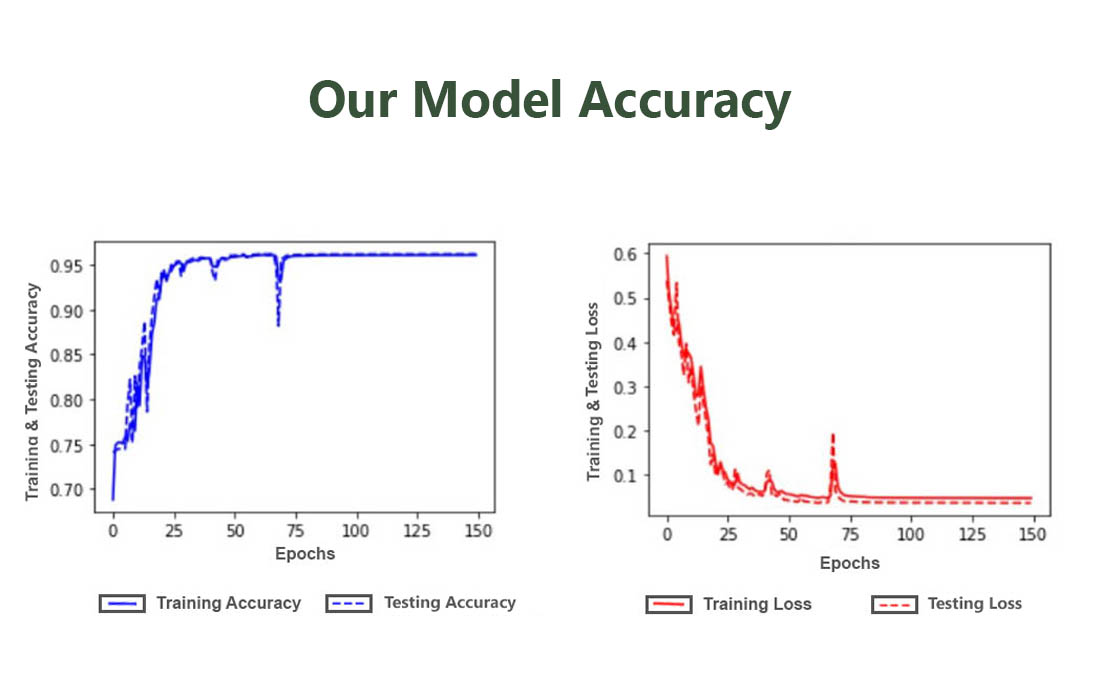 Our Model Accuracy
Training & Testing Accuracy
0.95
0.90
0.85
0.80
0.75
0.70
0 25 50 75 100 125 150
Epochs
Training Accuracy Testing Accuracy
Training & Testing Loss
0.6
0.5
0.4
0.3
0.2
0.1
0 25 50 75 100 125 150
Epochs
Training Loss Testing Loss